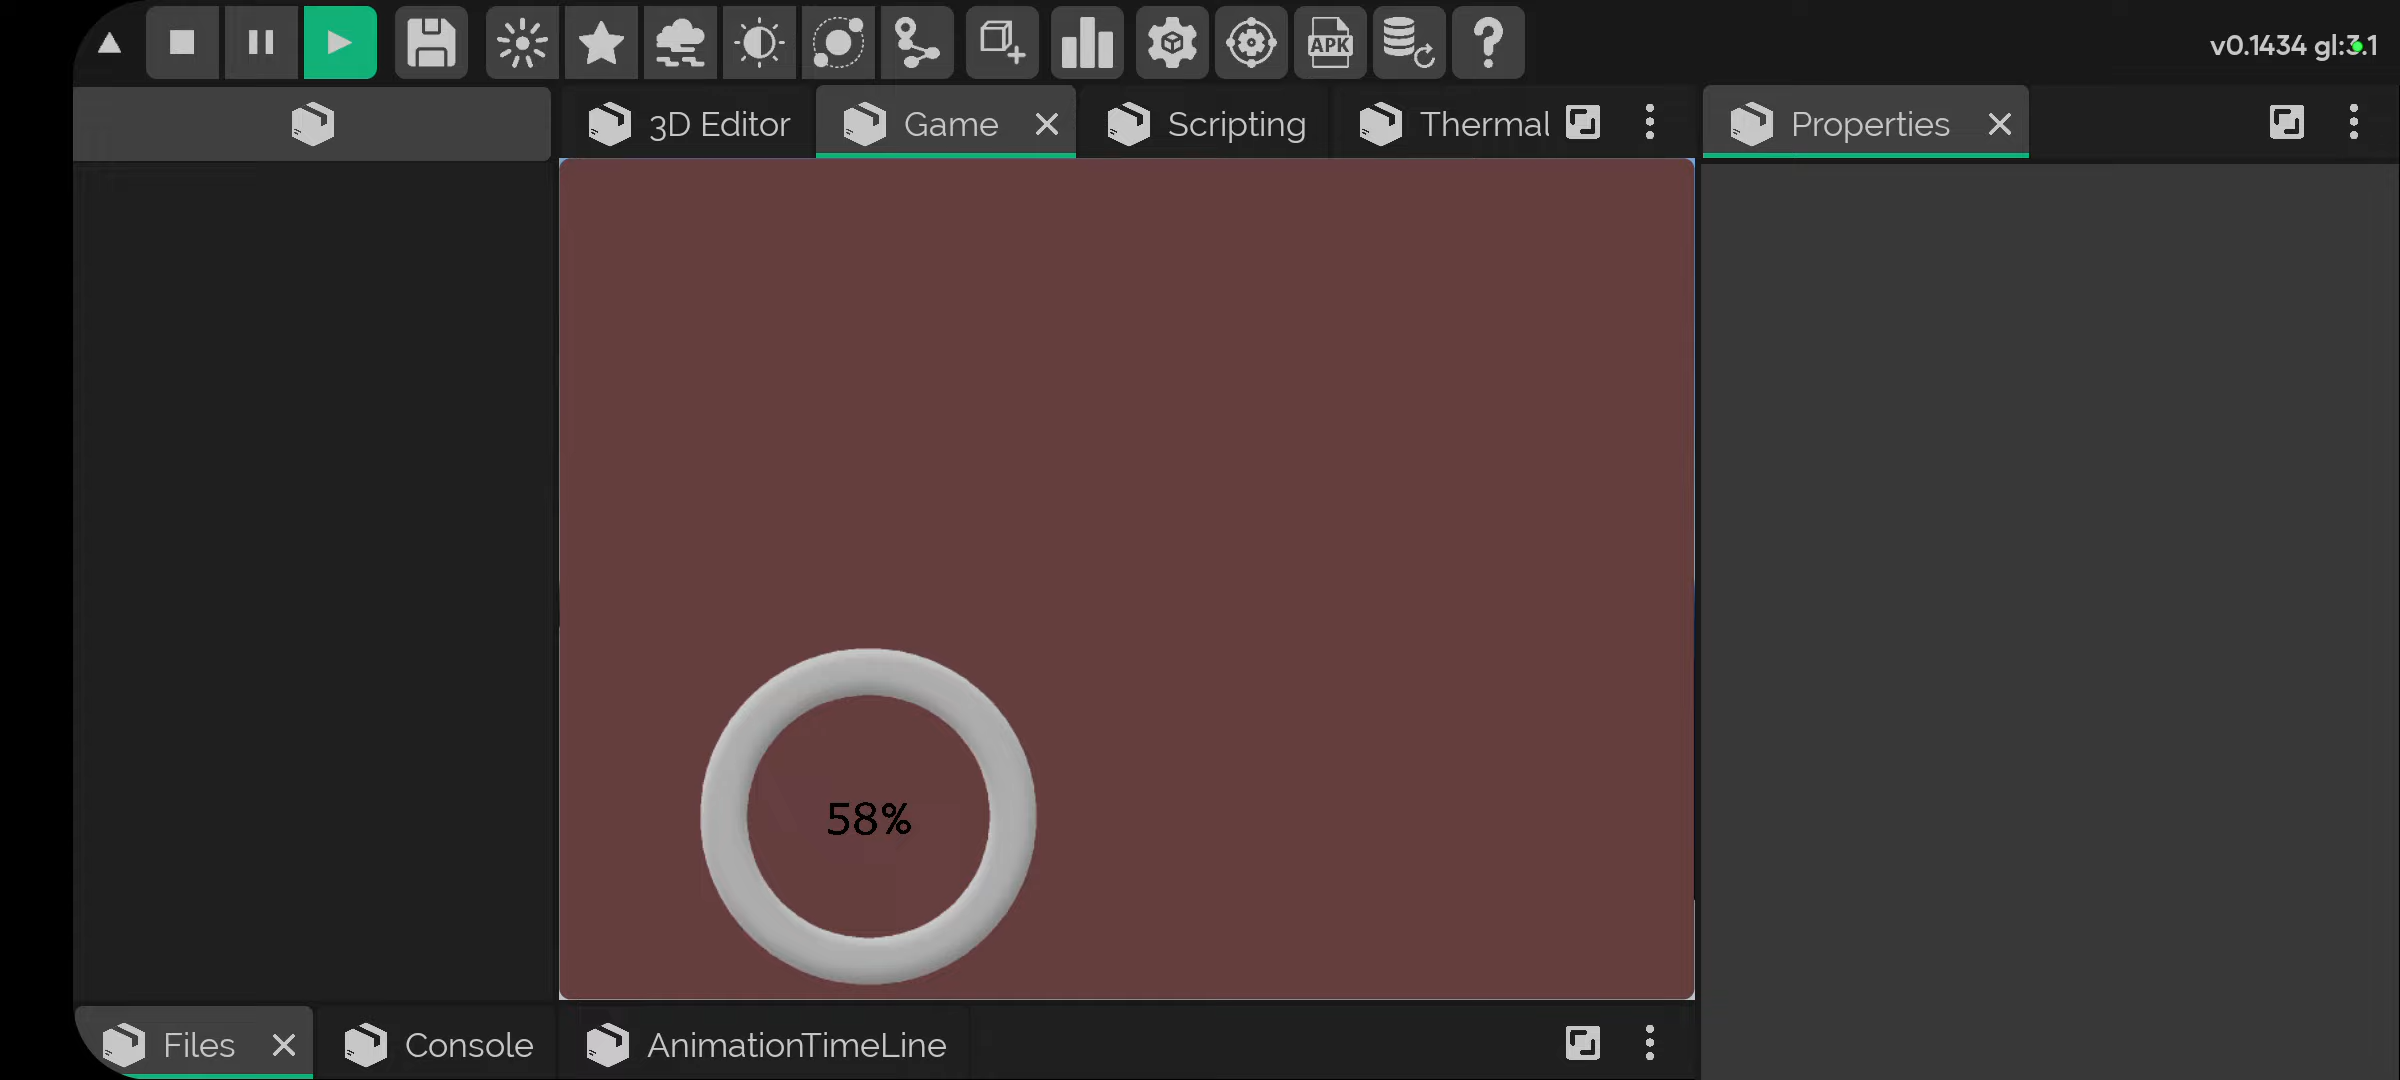 APK
v0.1434 gl:3.1
3D Editor
Game
Scripting
Thermal
Properties
58%
Files
Console
AnimationTimeLine